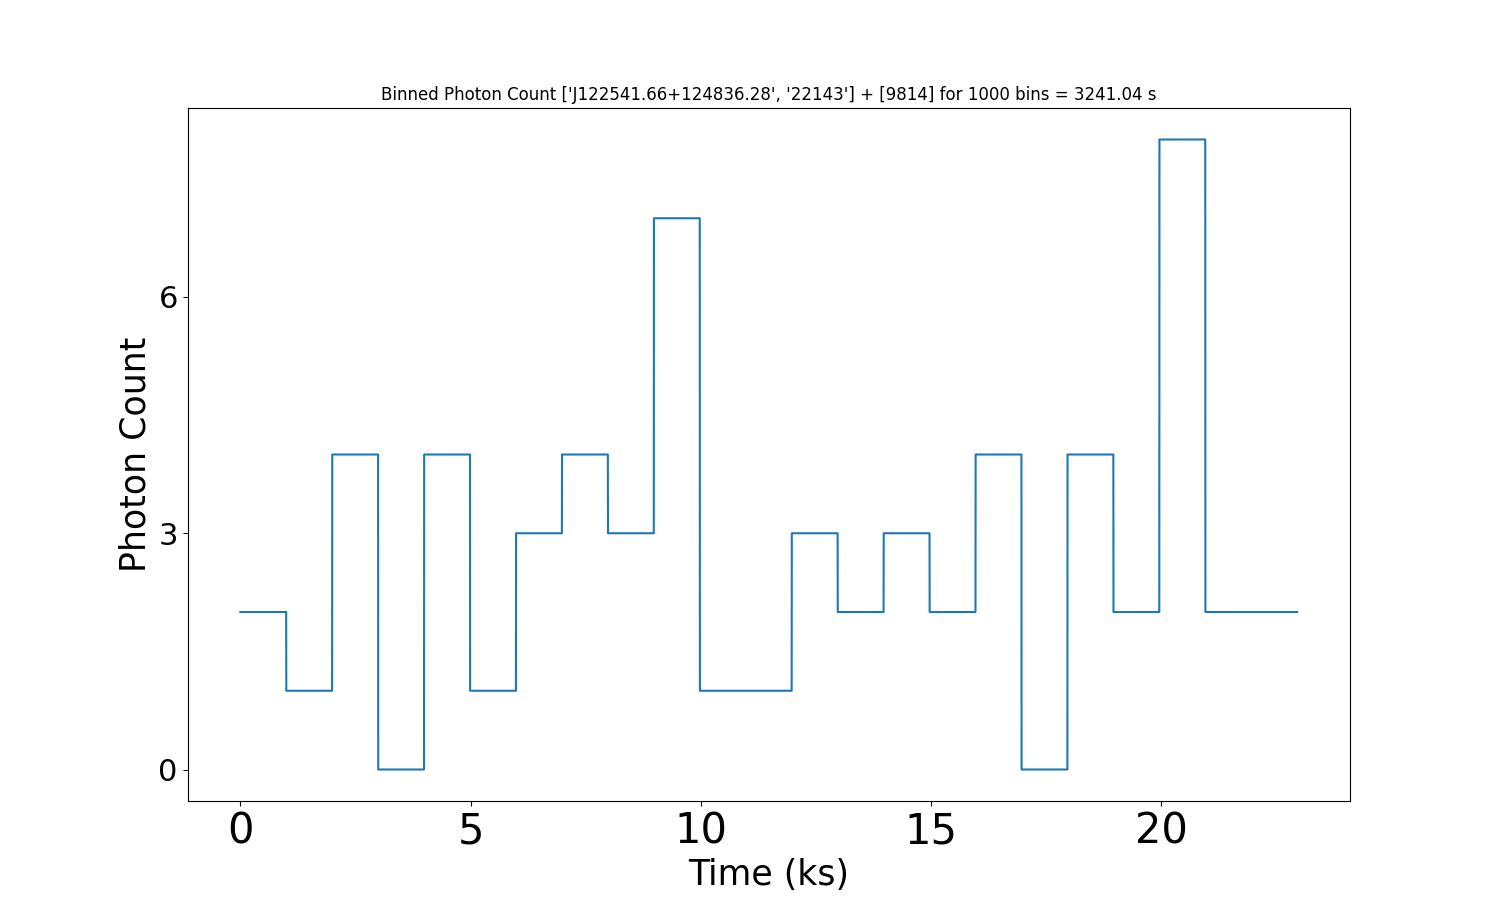 Binned Photon Count ['J122541.66+124836.28', '22143'] + [9814] for 1000 bins = 3241.04 s
Photon Count
6
3
0
0 5 10 15 20
Time (ks)